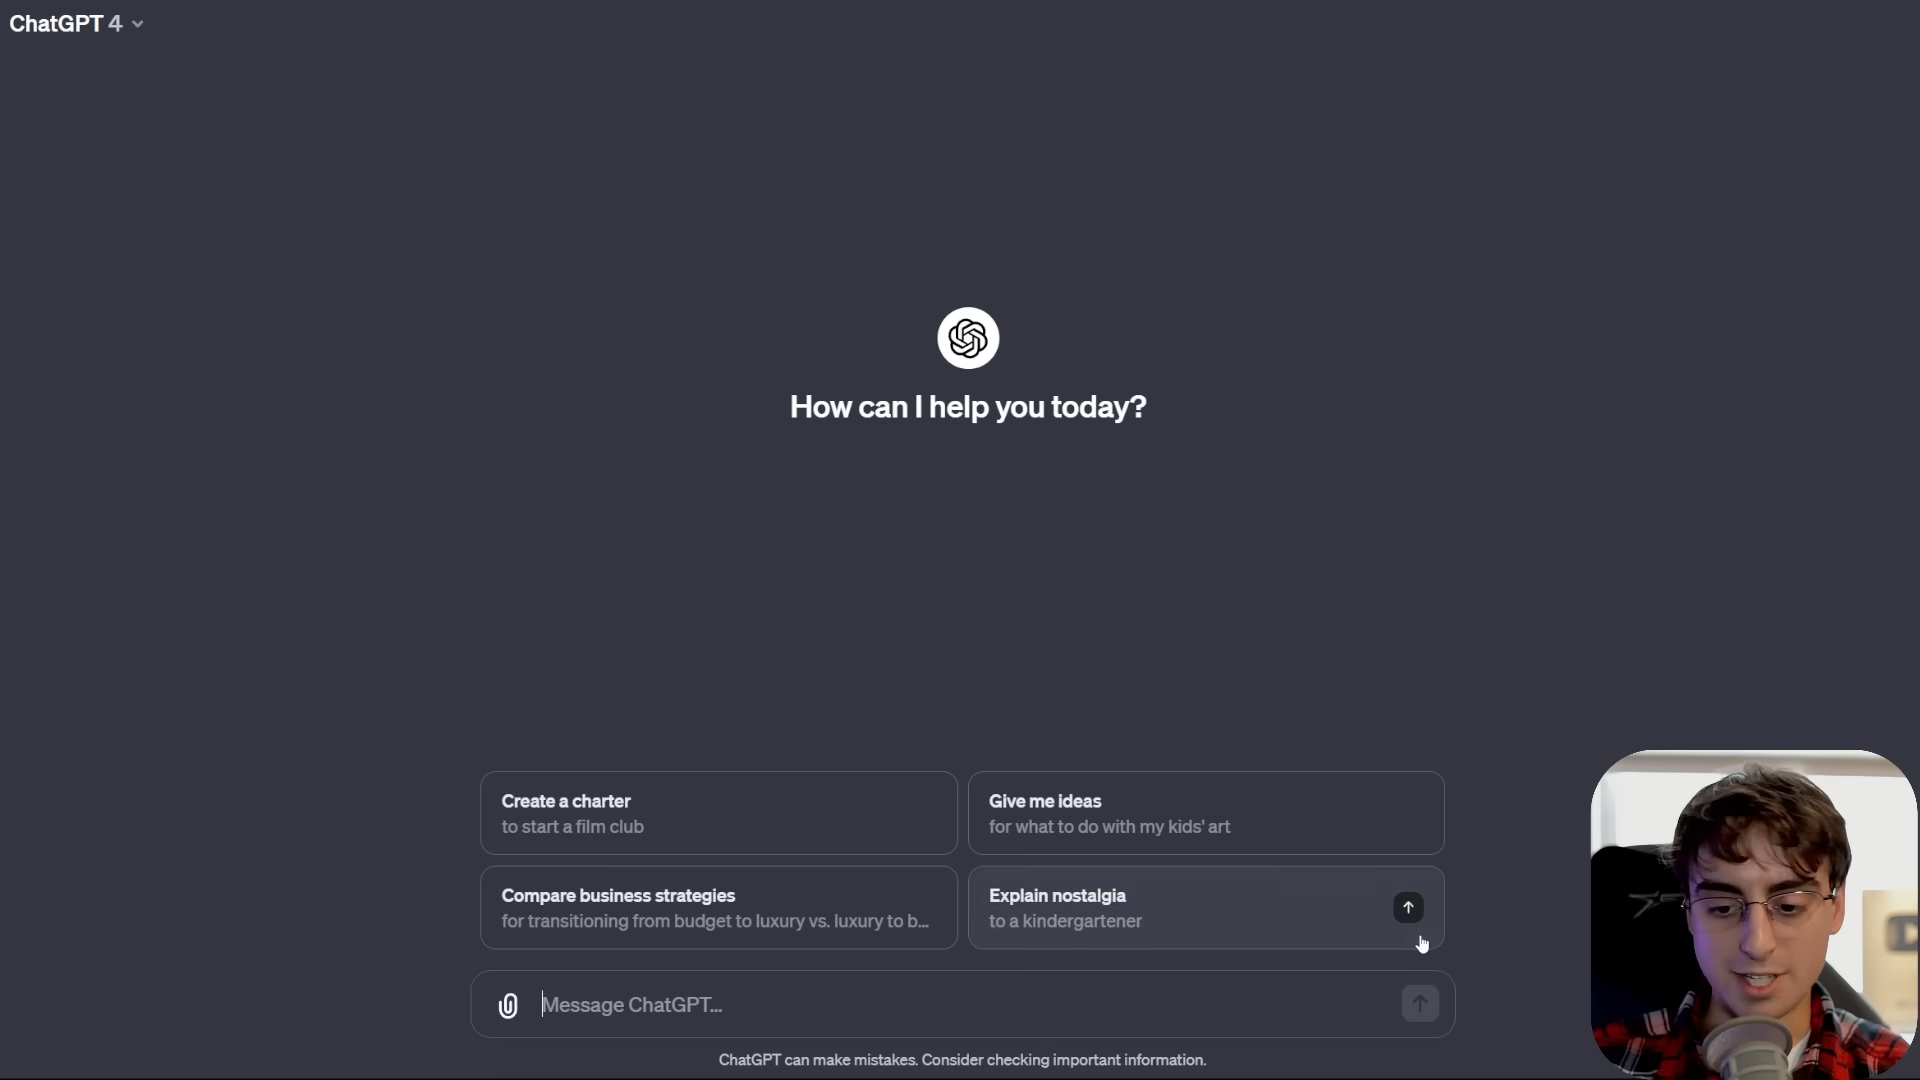 ChatGPT 4
How can I help you today?
Create a charter
to start a film club
Give me ideas
for what to do with my kids' art
Compare business strategies
for transitioning from budget to luxury vs. luxury to b...
Explain nostalgia
to a kindergartener
Message ChatGPT...
ChatGPT can make mistakes. Consider checking important information.